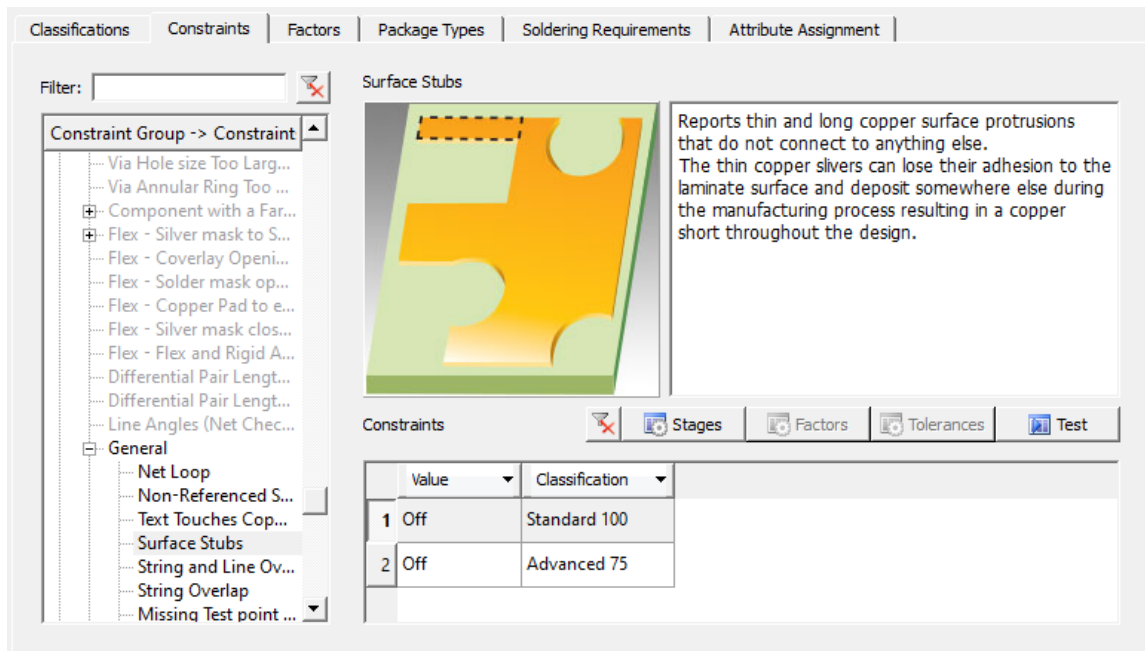 Classifications Constraints Factors Package Types Soldering Requirements Attribute Assignment
Filter:
Constraint Group -> Constraint
Via Hole size Too Larg...
Via Annular Ring Too ...
Component with a Far...
Flex - Silver mask to S...
Flex - Coverlay Openi...
Flex - Solder mask op...
Flex - Copper Pad to e...
Flex - Silver mask clos...
Flex - Flex and Rigid A...
Differential Pair Lengt...
Differential Pair Lengt...
Line Angles (Net Chec...
General
Net Loop
Non-Referenced S...
Text Touches Cop...
Surface Stubs
String and Line Ov...
String Overlap
Missing Test point ...
Surface Stubs
Reports thin and long copper surface protrusions
that do not connect to anything else.
The thin copper slivers can lose their adhesion to the
laminate surface and deposit somewhere else during
the manufacturing process resulting in a copper
short throughout the design.
Constraints Stages Factors Tolerances Test
Value Classification
1 Off Standard 100
2 Off Advanced 75